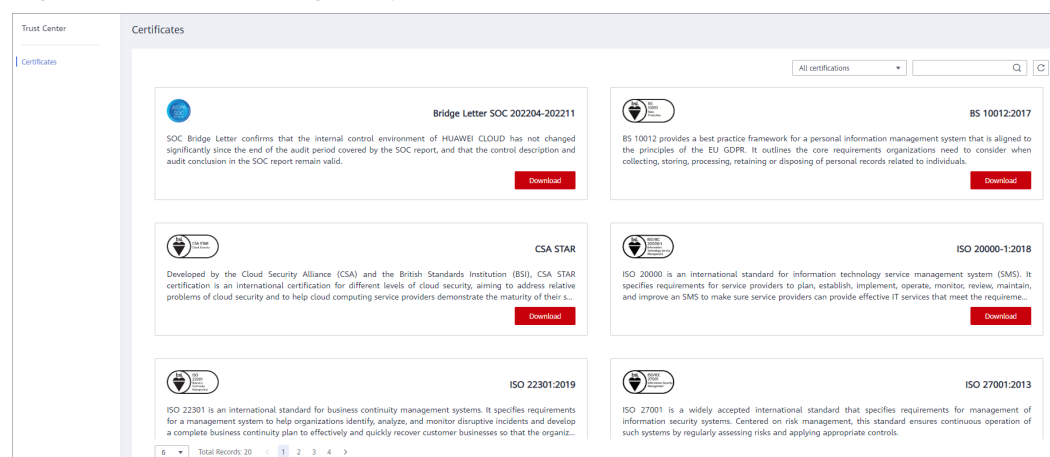 Trust Center
Certificates
Certificates
All certifications
Bridge Letter SOC 202204-202211
SOC Bridge Letter confirms that the internal control environment of HUAWEI CLOUD has not changed
significantly since the end of the audit period covered by the SOC report, and that the control description and
audit conclusion in the SOC report remain valid.
Download
BS 10012:2017
BS 10012 provides a best practice framework for a personal information management system that is aligned to
the principles of the EU GDPR. It outlines the core requirements organizations need to consider when
collecting, storing, processing, retaining or disposing of personal records related to individuals.
Download
CSA STAR
Developed by the Cloud Security Alliance (CSA) and the British Standards Institution (BSI), CSA STAR
certification is an international certification for different levels of cloud security, aiming to address relative
problems of cloud security and to help cloud computing service providers demonstrate the maturity of their s...
Download
ISO 20000-1:2018
ISO 20000 is an international standard for information technology service management system (SMS). It
specifies requirements for service providers to plan, establish, implement, operate, monitor, review, maintain,
and improve an SMS to make sure service providers can provide effective IT services that meet the requireme...
Download
ISO 22301:2019
ISO 22301 is an international standard for business continuity management systems. It specifies requirements
for a management system to help organizations identify, analyze, and monitor disruptive incidents and develop
a complete business continuity plan to effectively and quickly recover customer businesses so that the organiz...
ISO 27001:2013
ISO 27001 is a widely accepted international standard that specifies requirements for management of
information security systems. Centered on risk management, this standard ensures continuous operation of
such systems by regularly assessing risks and applying appropriate controls.
6 Total Records: 20 < 1 2 3 4 >